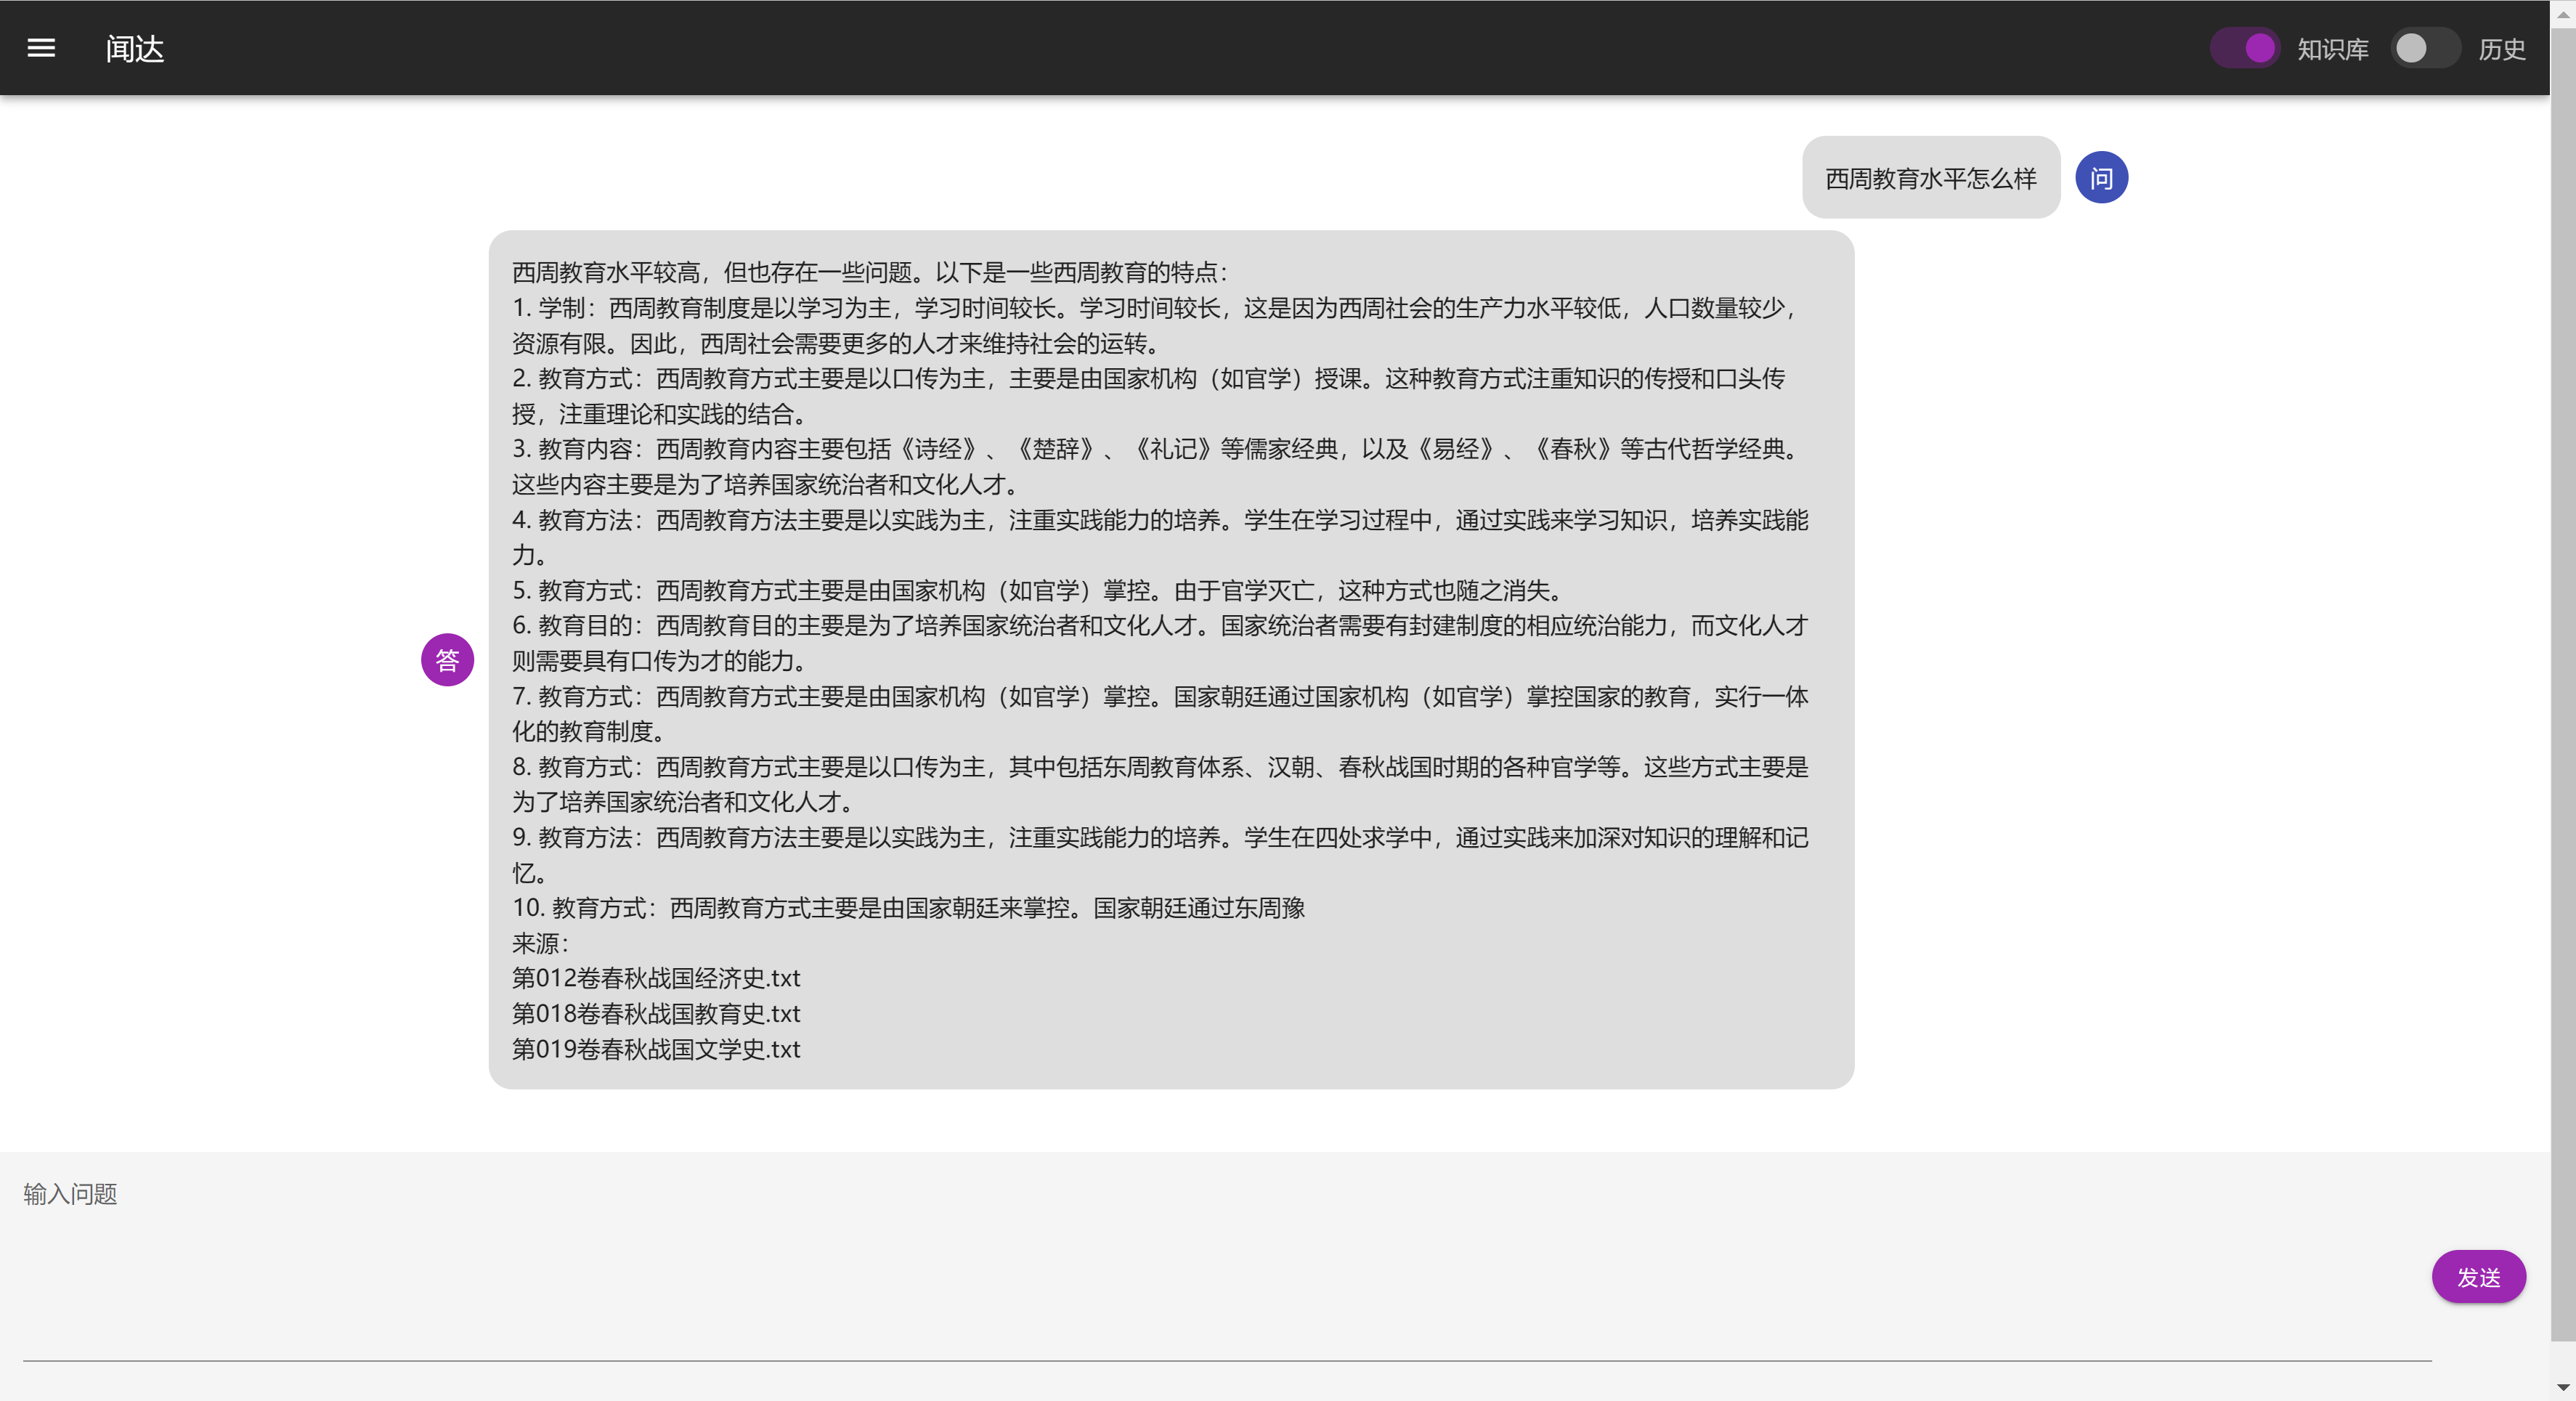 闻达
知识库
历史
西周教育水平怎么样
问
西周教育水平较高，但也存在一些问题。以下是一些西周教育的特点：
1. 学制：西周教育制度是以学习为主，学习时间较长。学习时间较长，这是因为西周社会的生产力水平较低，人口数量较少，
资源有限。因此，西周社会需要更多的人才来维持社会的运转。
2. 教育方式：西周教育方式主要是以口传为主，主要是由国家机构（如官学）授课。这种教育方式注重知识的传授和口头传
授，注重理论和实践的结合。
3. 教育内容：西周教育内容主要包括《诗经》、《楚辞》、《礼记》等儒家经典，以及《易经》、《春秋》等古代哲学经典。
这些内容主要是为了培养国家统治者和文化人才。
4. 教育方法：西周教育方法主要是以实践为主，注重实践能力的培养。学生在学习过程中，通过实践来学习知识，培养实践能
力。
5. 教育方式：西周教育方式主要是由国家机构（如官学）掌控。由于官学灭亡，这种方式也随之消失。
6. 教育目的：西周教育目的主要是为了培养国家统治者和文化人才。国家统治者需要有封建制度的相应统治能力，而文化人才
则需要具有口传为才的能力。
答
7. 教育方式：西周教育方式主要是由国家机构（如官学）掌控。国家朝廷通过国家机构（如官学）掌控国家的教育，实行一体
化的教育制度。
8. 教育方式：西周教育方式主要是以口传为主，其中包括东周教育体系、汉朝、春秋战国时期的各种官学等。这些方式主要是
为了培养国家统治者和文化人才。
9. 教育方法：西周教育方法主要是以实践为主，注重实践能力的培养。学生在四处求学中，通过实践来加深对知识的理解和记
忆。
10. 教育方式：西周教育方式主要是由国家朝廷来掌控。国家朝廷通过东周豫
来源：
第012卷春秋战国经济史.txt
第018卷春秋战国教育史.txt
第019卷春秋战国文学史.txt
输入问题
发送